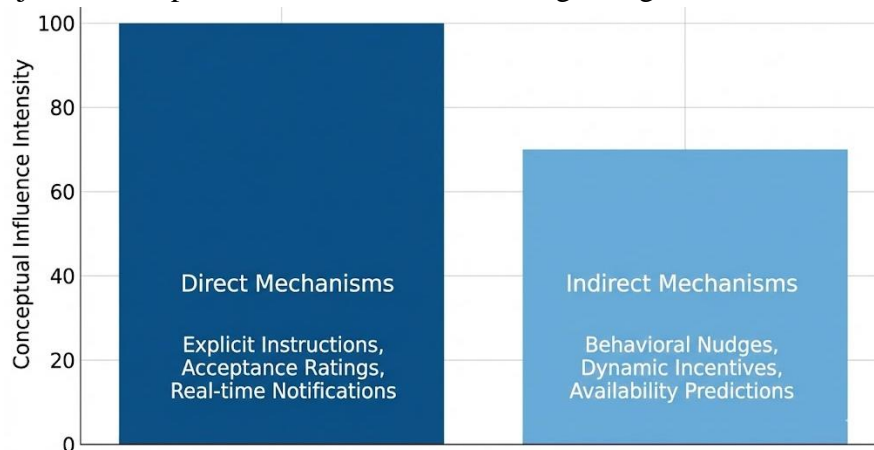 100
80
60
40
20
0
Conceptual Influence Intensity
Direct Mechanisms
Explicit Instructions,
Acceptance Ratings,
Real-time Notifications
Indirect Mechanisms
Behavioral Nudges,
Dynamic Incentives,
Availability Predictions